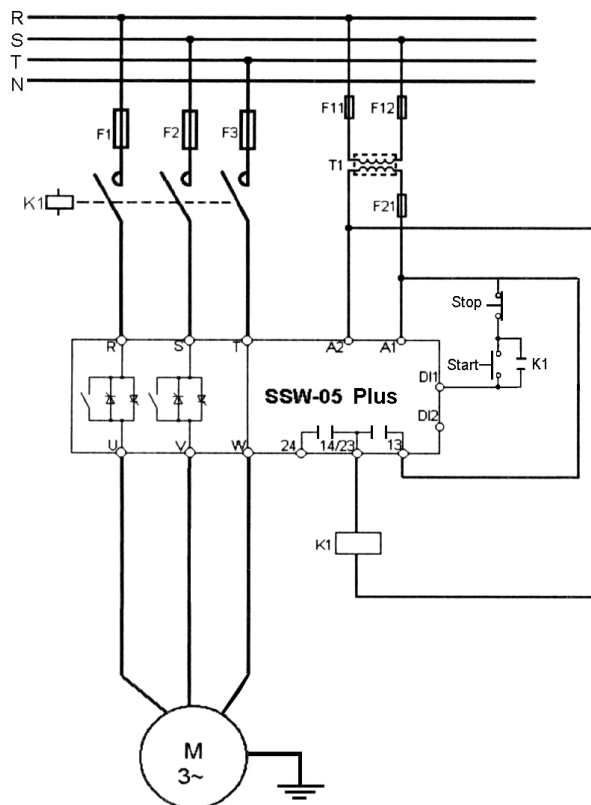 R
S
T
N
F1
F2
F3
F11
F12
T1
F21
K1
Stop
Start
K1
R
S
T
A2
A1
DI1
DI2
SSW-05 Plus
U
V
W
24
14/23
13
K1
M
3~